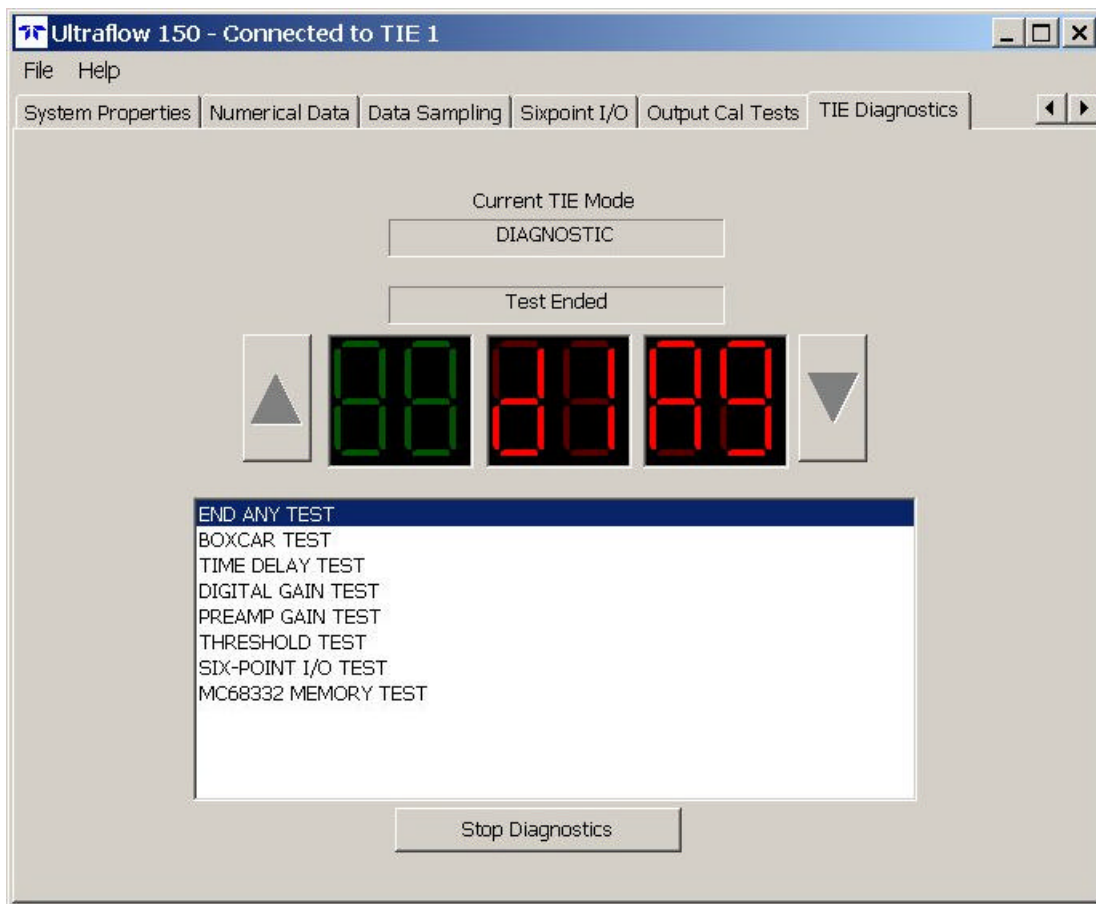 Ultraflow 150 - Connected to TIE 1
File Help
System Properties Numerical Data Data Sampling Sixpoint I/O Output Cal Tests TIE Diagnostics
Current TIE Mode
DIAGNOSTIC
Test Ended
88 dIA9
END ANY TEST
BOXCAR TEST
TIME DELAY TEST
DIGITAL GAIN TEST
PREAMP GAIN TEST
THRESHOLD TEST
SIX-POINT I/O TEST
MC68332 MEMORY TEST
Stop Diagnostics